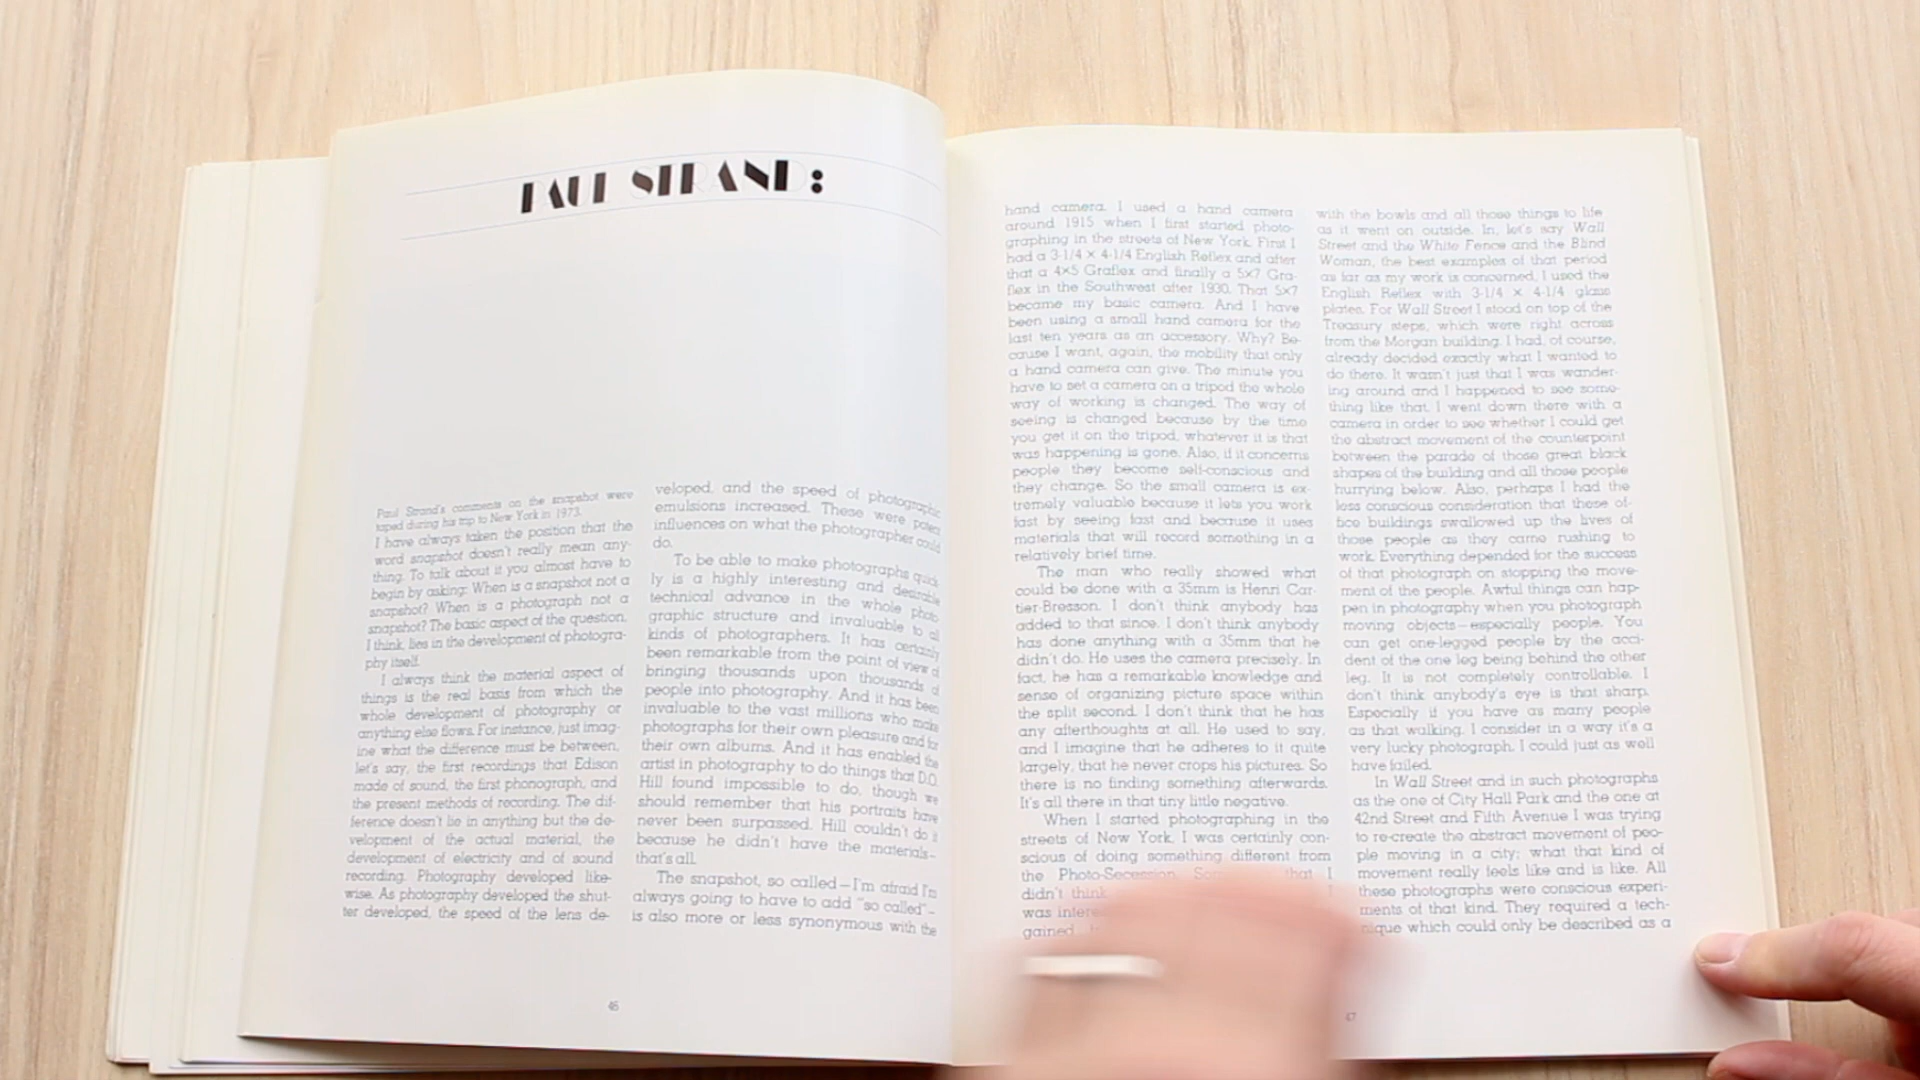 PAUL STRAND:
Paul Strand's comments on the snapshot were
taped during his trip to New York in 1973.
I have always taken the position that the
word snapshot doesn't really mean any-
thing. To talk about it you almost have to
begin by asking: When is a snapshot not a
snapshot? When is a photograph not a
snapshot? The basic aspect of the question,
I think, lies in the development of photogra-
phy itself.
I always think the material aspect of
things is the real basis from which the
whole development of photography or
anything else flows. For instance, just imag-
ine what the difference must be between,
let's say, the first recordings that Edison
made of sound, the first phonograph, and
the present methods of recording. The dif-
ference doesn't lie in anything but the de-
velopment of the actual material, the
development of electricity and of sound
recording. Photography developed like-
wise. As photography developed the shut-
ter developed, the speed of the lens de-
veloped, and the speed of photographic
emulsions increased. These were potent
influences on what the photographer could
do.
To be able to make photographs quick-
ly is a highly interesting and desirable
technical advance in the whole photo-
graphic structure and invaluable to all
kinds of photographers. It has certainly
been remarkable from the point of view of
bringing thousands upon thousands of
people into photography. And it has been
invaluable to the vast millions who make
photographs for their own pleasure and for
their own albums. And it has enabled the
artist in photography to do things that D.O.
Hill found impossible to do, though we
should remember that his portraits have
never been surpassed. Hill couldn't do it
because he didn't have the materials—
that's all.
The snapshot, so called—I'm afraid I'm
always going to have to add "so called"—
is also more or less synonymous with the
46
hand camera. I used a hand camera
around 1915 when I first started photo-
graphing in the streets of New York. First I
had a 3-1/4 × 4-1/4 English Reflex and after
that a 4×5 Graflex and finally a 5×7 Gra-
flex in the Southwest after 1930. That 5×7
became my basic camera. And I have
been using a small hand camera for the
last ten years as an accessory. Why? Be-
cause I want, again, the mobility that only
a hand camera can give. The minute you
have to set a camera on a tripod the whole
way of working is changed. The way of
seeing is changed because by the time
you get it on the tripod, whatever it is that
was happening is gone. Also, if it concerns
people they become self-conscious and
they change. So the small camera is ex-
tremely valuable because it lets you work
fast by seeing fast and because it uses
materials that will record something in a
relatively brief time.
The man who really showed what
could be done with a 35mm is Henri Car-
tier-Bresson. I don't think anybody has
added to that since. I don't think anybody
has done anything with a 35mm that he
didn't do. He uses the camera precisely. In
fact, he has a remarkable knowledge and
sense of organizing picture space within
the split second. I don't think that he has
any afterthoughts at all. He used to say,
and I imagine that he adheres to it quite
largely, that he never crops his pictures. So
there is no finding something afterwards.
It's all there in that tiny little negative.
When I started photographing in the
streets of New York, I was certainly con-
scious of doing something different from
the Photo-Secession. that I
didn't think I
was
gained
with the bowls and all those things to life
as it went on outside. In, let's say Wall
Street and the White Fence and the Blind
Woman, the best examples of that period
as far as my work is concerned, I used the
English Reflex with 3-1/4 × 4-1/4 glass
plates. For Wall Street I stood on top of the
Treasury steps, which were right across
from the Morgan building. I had, of course,
already decided exactly what I wanted to
do there. It wasn't just that I was wander-
ing around and I happened to see some-
thing like that. I went down there with a
camera in order to see whether I could get
the abstract movement of the counterpoint
between the parade of those great black
shapes of the building and all those people
hurrying below. Also, perhaps I had the
less conscious consideration that these of-
fice buildings swallowed up the lives of
those people as they came rushing to
work. Everything depended for the success
of that photograph on stopping the move-
ment of the people. Awful things can hap-
pen in photography when you photograph
moving objects—especially people. You
can get one-legged people by the acci-
dent of the one leg being behind the other
leg. It is not completely controllable. I
don't think anybody's eye is that sharp.
Especially if you have as many people
as that walking. I consider in a way it's a
very lucky photograph. I could just as well
have failed.
In Wall Street and in such photographs
as the one of City Hall Park and the one at
42nd Street and Fifth Avenue I was trying
to re-create the abstract movement of peo-
ple moving in a city; what that kind of
movement really feels like and is like. All
these photographs were conscious experi-
ments of that kind. They required a tech-
nique which could only be described as a
47